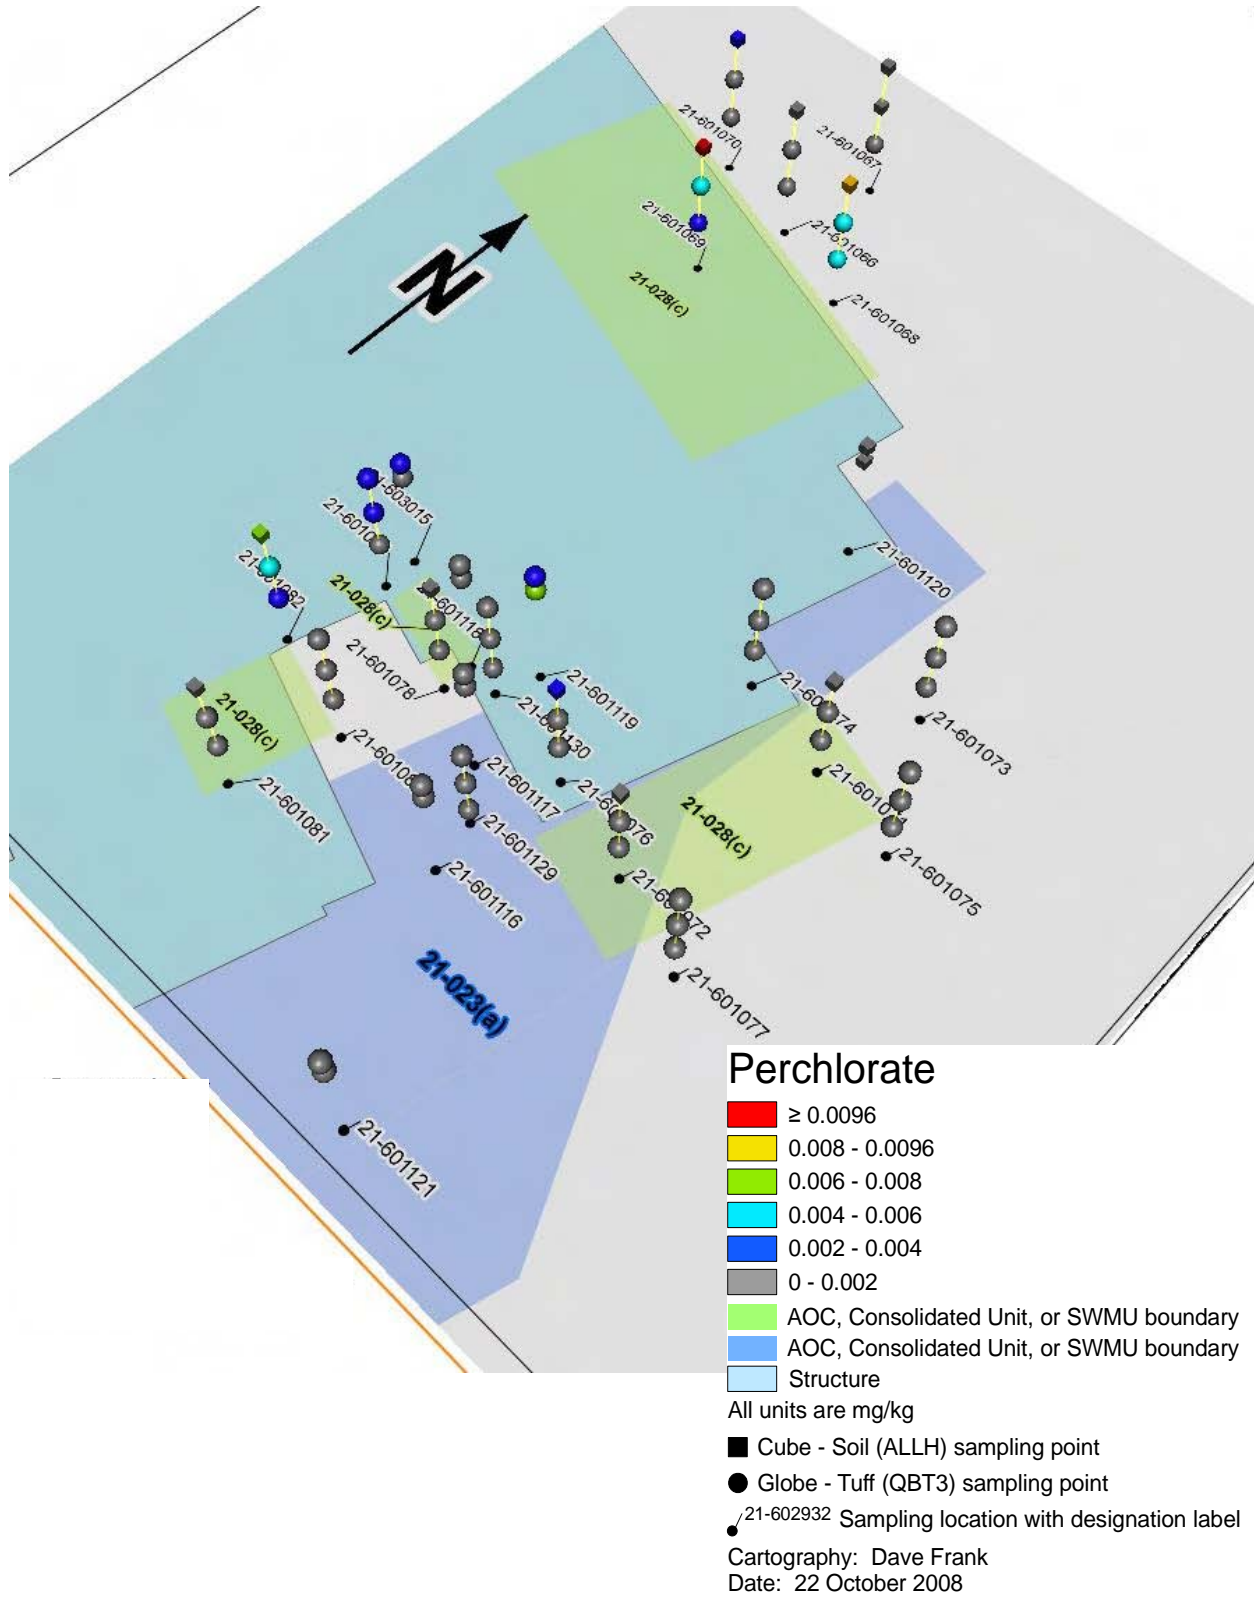 21-601070
21-601067
21-601069
21-601066
21-028(c)
21-601068
N
21-603015
21-601120
21-028(c)
21-601078
21-601119
21-028(c)
21-601073
21-601081
21-601117
21-028(c)
21-601129
21-601116
21-601075
21-023(a)
21-601077
21-601121
Perchlorate
≥ 0.0096
0.008 - 0.0096
0.006 - 0.008
0.004 - 0.006
0.002 - 0.004
0 - 0.002
AOC, Consolidated Unit, or SWMU boundary
AOC, Consolidated Unit, or SWMU boundary
Structure
All units are mg/kg
Cube - Soil (ALLH) sampling point
Globe - Tuff (QBT3) sampling point
21-602932 Sampling location with designation label
Cartography: Dave Frank
Date: 22 October 2008